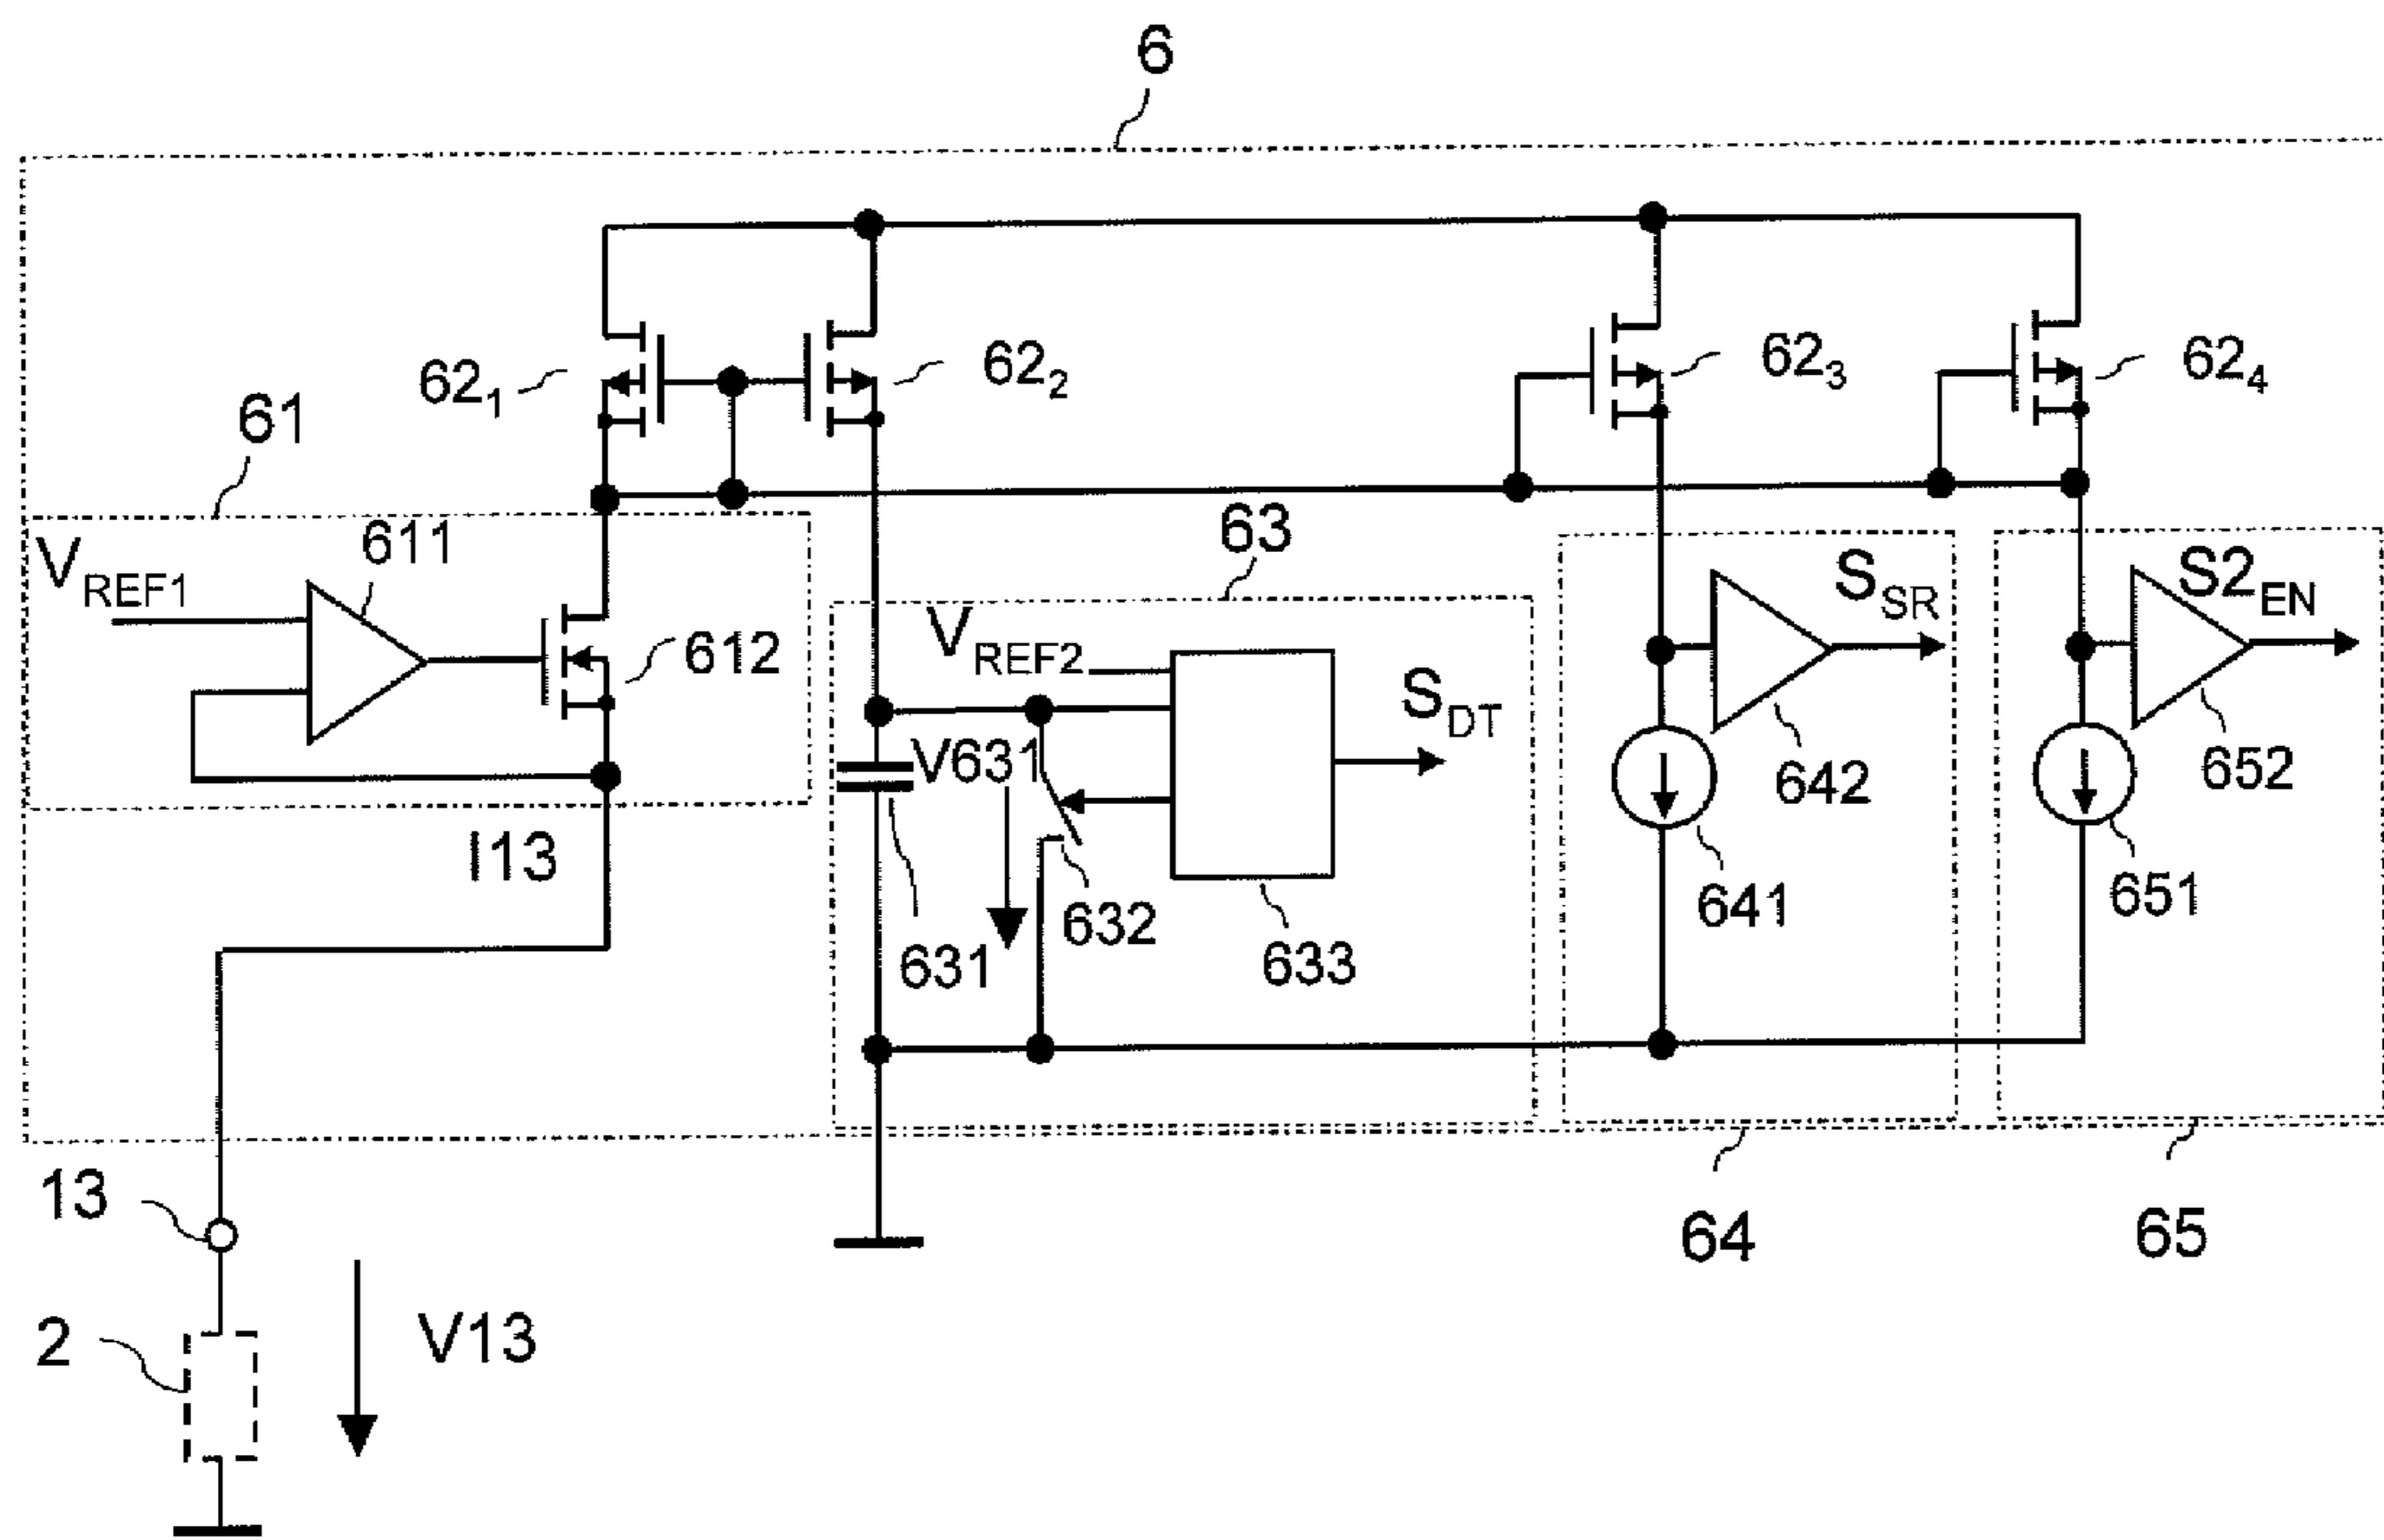 6
62₁
62₂
62₃
62₄
61
63
V_REF1
611
612
V_REF2
S_DT
S_SR
S2_EN
V631
642
652
I13
631
632
633
641
651
13
64
65
2
V13